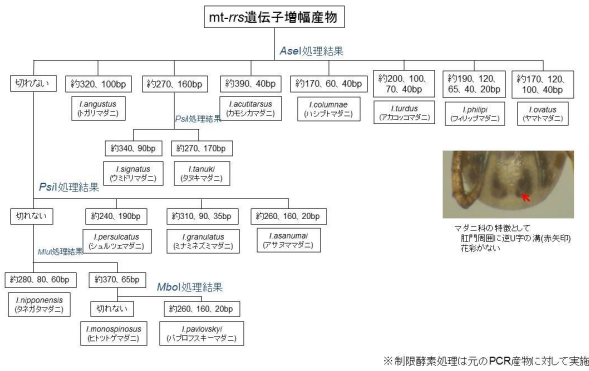 mt-rrs遺伝子増幅産物
AseI処理結果
切れない
約320, 100bp
約270, 160bp
約390, 40bp
約170, 60, 40bp
約200, 100,
70, 40bp
約190, 120,
65, 40, 20bp
約170, 120,
100, 40bp
I.angustus
(トガリマダニ)
PsiI処理結果
I.acutitarsus
(カモシカマダニ)
I.columnae
(ハシブトマダニ)
I.turdus
(アカコッコマダニ)
I.philipi
(フィリップマダニ)
I.ovatus
(ヤマトマダニ)
約340, 90bp
約270, 170bp
I.signatus
(ウミドリマダニ)
I.tanuki
(タヌキマダニ)
PsiI処理結果
切れない
約240, 190bp
約310, 90, 35bp
約260, 160, 20bp
I.persulcatus
(シュルツェマダニ)
I.granulatus
(ミナミネズミマダニ)
I.asanumai
(アサヌママダニ)
マダニ科の特徴として
肛門周囲に逆U字の溝(赤矢印)
花彩がない
MluI処理結果
約280, 80, 60bp
約370, 65bp
MboI処理結果
I.nipponensis
(タネガタマダニ)
切れない
約260, 160, 20bp
I.monospinosus
(ヒトツトゲマダニ)
I.pavlovskyi
(パブロフスキーマダニ)
※制限酵素処理は元のPCR産物に対して実施